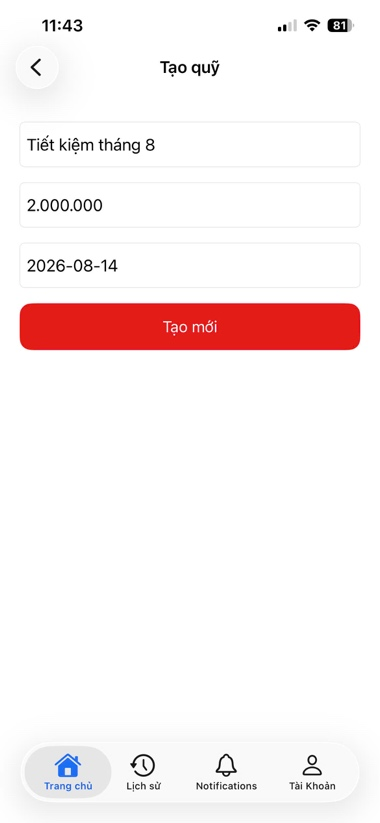 11:43
81
Tạo quỹ
Tiết kiệm tháng 8
2.000.000
2026-08-14
Tạo mới
Trang chủ
Lịch sử
Notifications
Tài Khoản